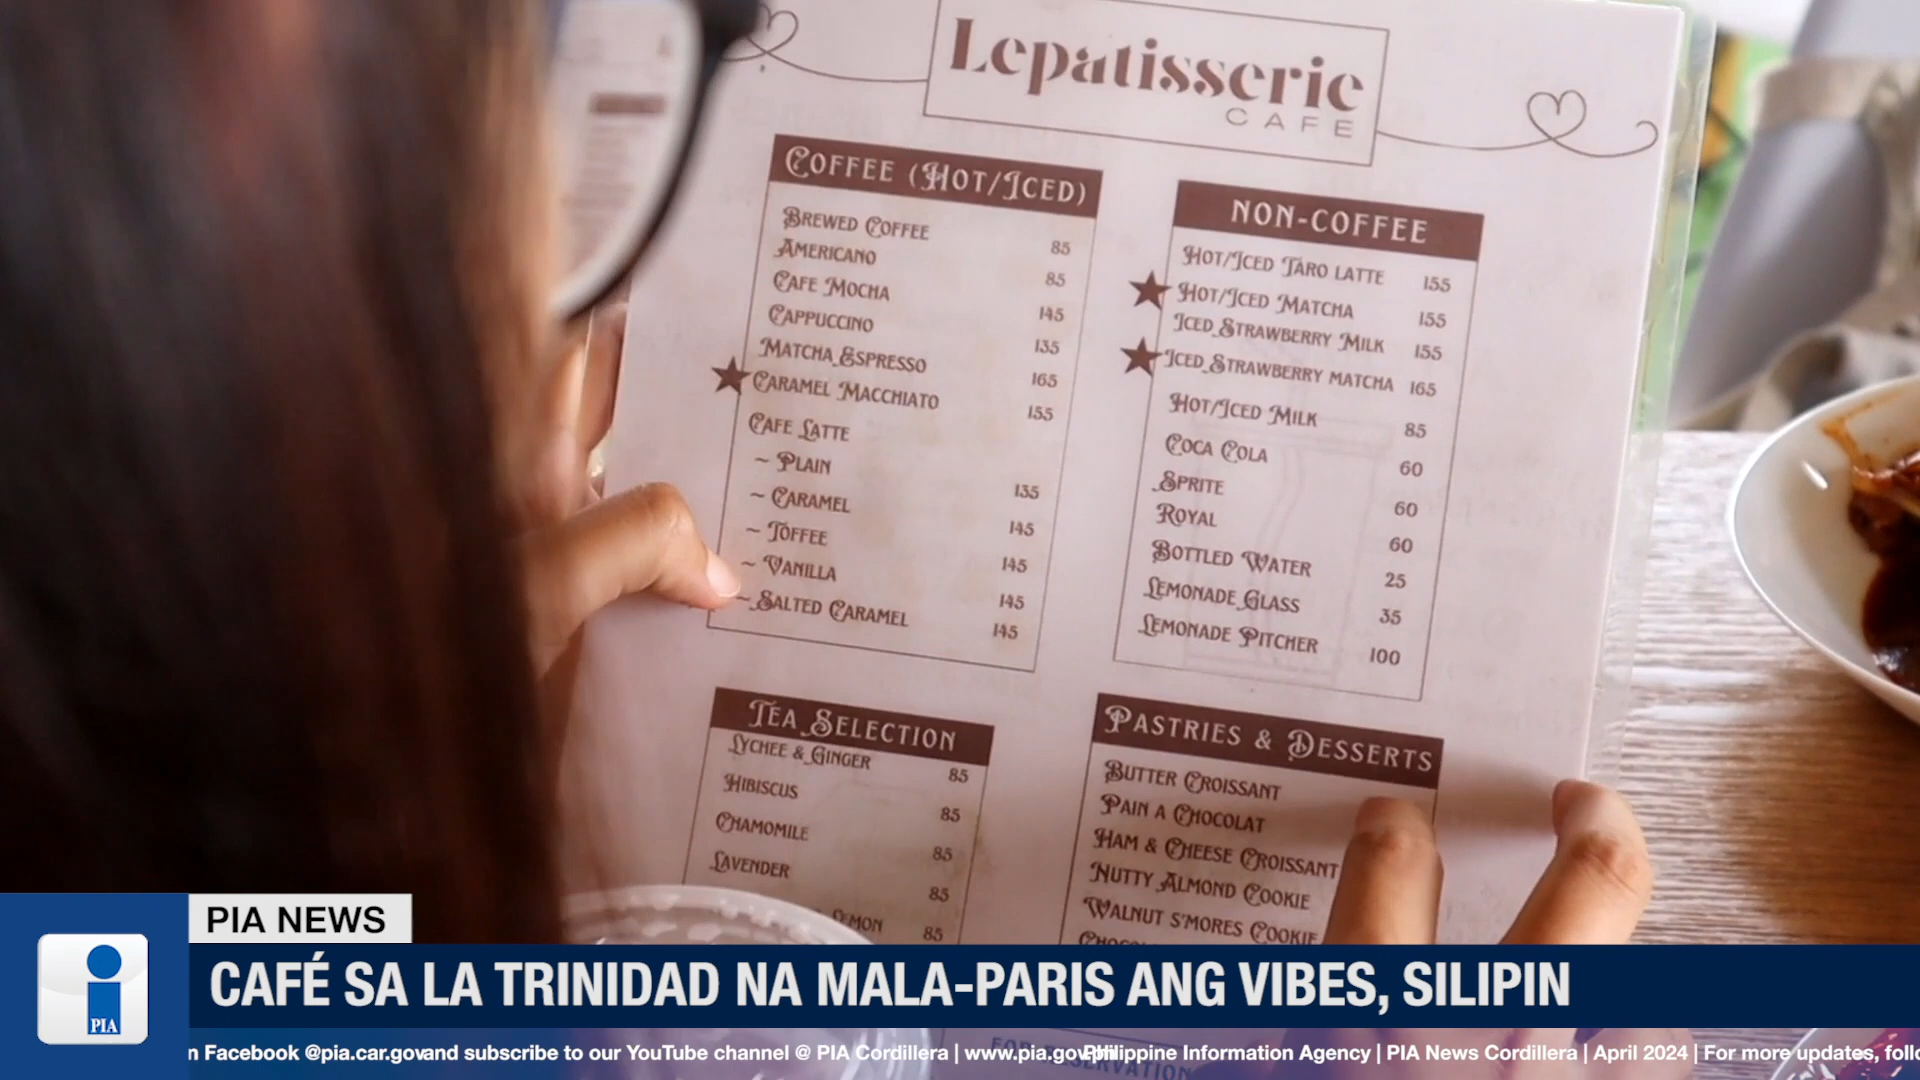 Lepatisserie
CAFE
COFFEE (HOT/ICED)
BREWED COFFEE 85
AMERICANO 85
CAFE MOCHA 145
CAPPUCCINO 135
MATCHA ESPRESSO 165
CARAMEL MACCHIATO 155
CAFE LATTE
~ PLAIN 135
~ CARAMEL 145
~ TOFFEE 145
~ VANILLA 145
~ SALTED CARAMEL 145
NON-COFFEE
HOT/ICED TARO LATTE 155
HOT/ICED MATCHA 155
ICED STRAWBERRY MILK 155
ICED STRAWBERRY MATCHA 165
HOT/ICED MILK 85
COCA COLA 60
SPRITE 60
ROYAL 60
BOTTLED WATER 25
LEMONADE GLASS 35
LEMONADE PITCHER 100
TEA SELECTION
LYCHEE & GINGER 85
HIBISCUS 85
CHAMOMILE 85
LAVENDER 85
LEMON 85
PASTRIES & DESSERTS
BUTTER CROISSANT
PAIN A CHOCOLAT
HAM & CHEESE CROISSANT
NUTTY ALMOND COOKIE
WALNUT S'MORES COOKIE
FOR RESERVATION
PIA NEWS
PIA
CAFÉ SA LA TRINIDAD NA MALA-PARIS ANG VIBES, SILIPIN
n Facebook @pia.car.govand subscribe to our YouTube channel @ PIA Cordillera | www.pia.gov.ph Philippine Information Agency | PIA News Cordillera | April 2024 | For more updates, follo